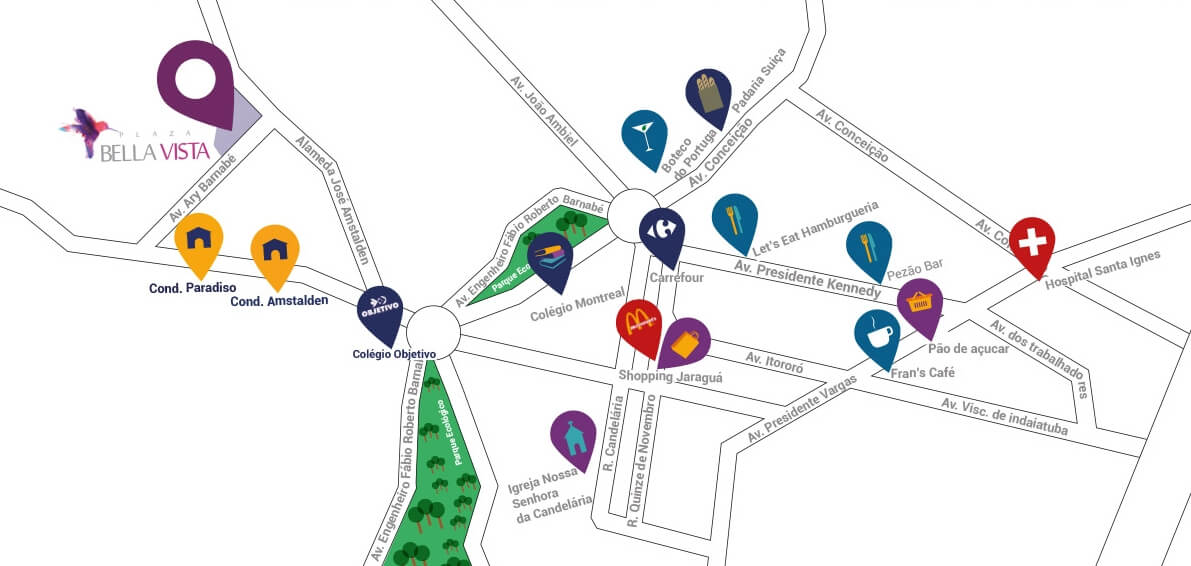 PLAZA
BELLA VISTA
Av. Ary Barnabé
Alameda José Amstalden
Cond. Paradiso
Cond. Amstalden
OBJETIVO
Colégio Objetivo
Av. João Ambiel
Av. Engenheiro Fábio Roberto Barnabé
Parque Eco
Colégio Montreal
Boteco
do Portuga
Padaria Suiça
Av. Conceição
Av. Conceição
Av. Co
Carrefour
Let's Eat Hamburgueria
Av. Presidente Kennedy
Pezão Bar
Hospital Santa Ignes
Pão de açucar
Av. dos trabalhado res
Fran's Café
Shopping Jaraguá
Av. Itororó
Av. Presidente Vargas
Av. Visc. de indaiatuba
R. Candelária
R. Quinze de Novembro
Igreja Nossa
Senhora
da Candelária
Av. Engenheiro Fábio Roberto Barna
Parque Ecológico